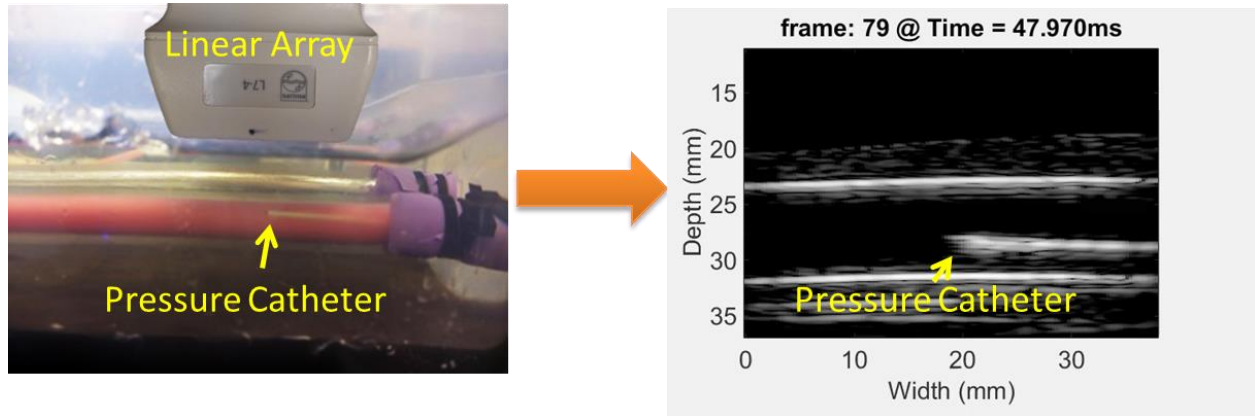 Linear Array
L7-4
Pressure Catheter
frame: 79 @ Time = 47.970ms
15
20
25
30
35
Depth (mm)
Pressure Catheter
0
10
20
30
Width (mm)